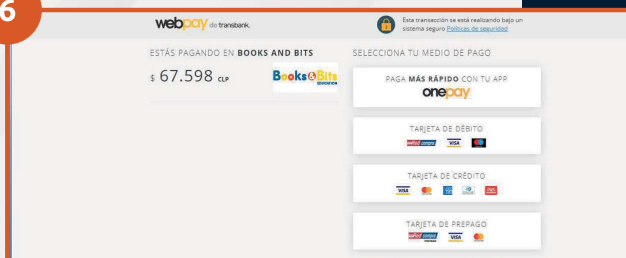 6
webpay de transbank.
Esta transacción se está realizando bajo un
sistema seguro Políticas de seguridad
ESTÁS PAGANDO EN BOOKS AND BITS
$ 67.598 CLP
Books&Bits
SELECCIONA TU MEDIO DE PAGO
PAGA MÁS RÁPIDO CON TU APP
onepay
TARJETA DE DÉBITO
redcompra VISA
TARJETA DE CRÉDITO
VISA
TARJETA DE PREPAGO
redcompra VISA